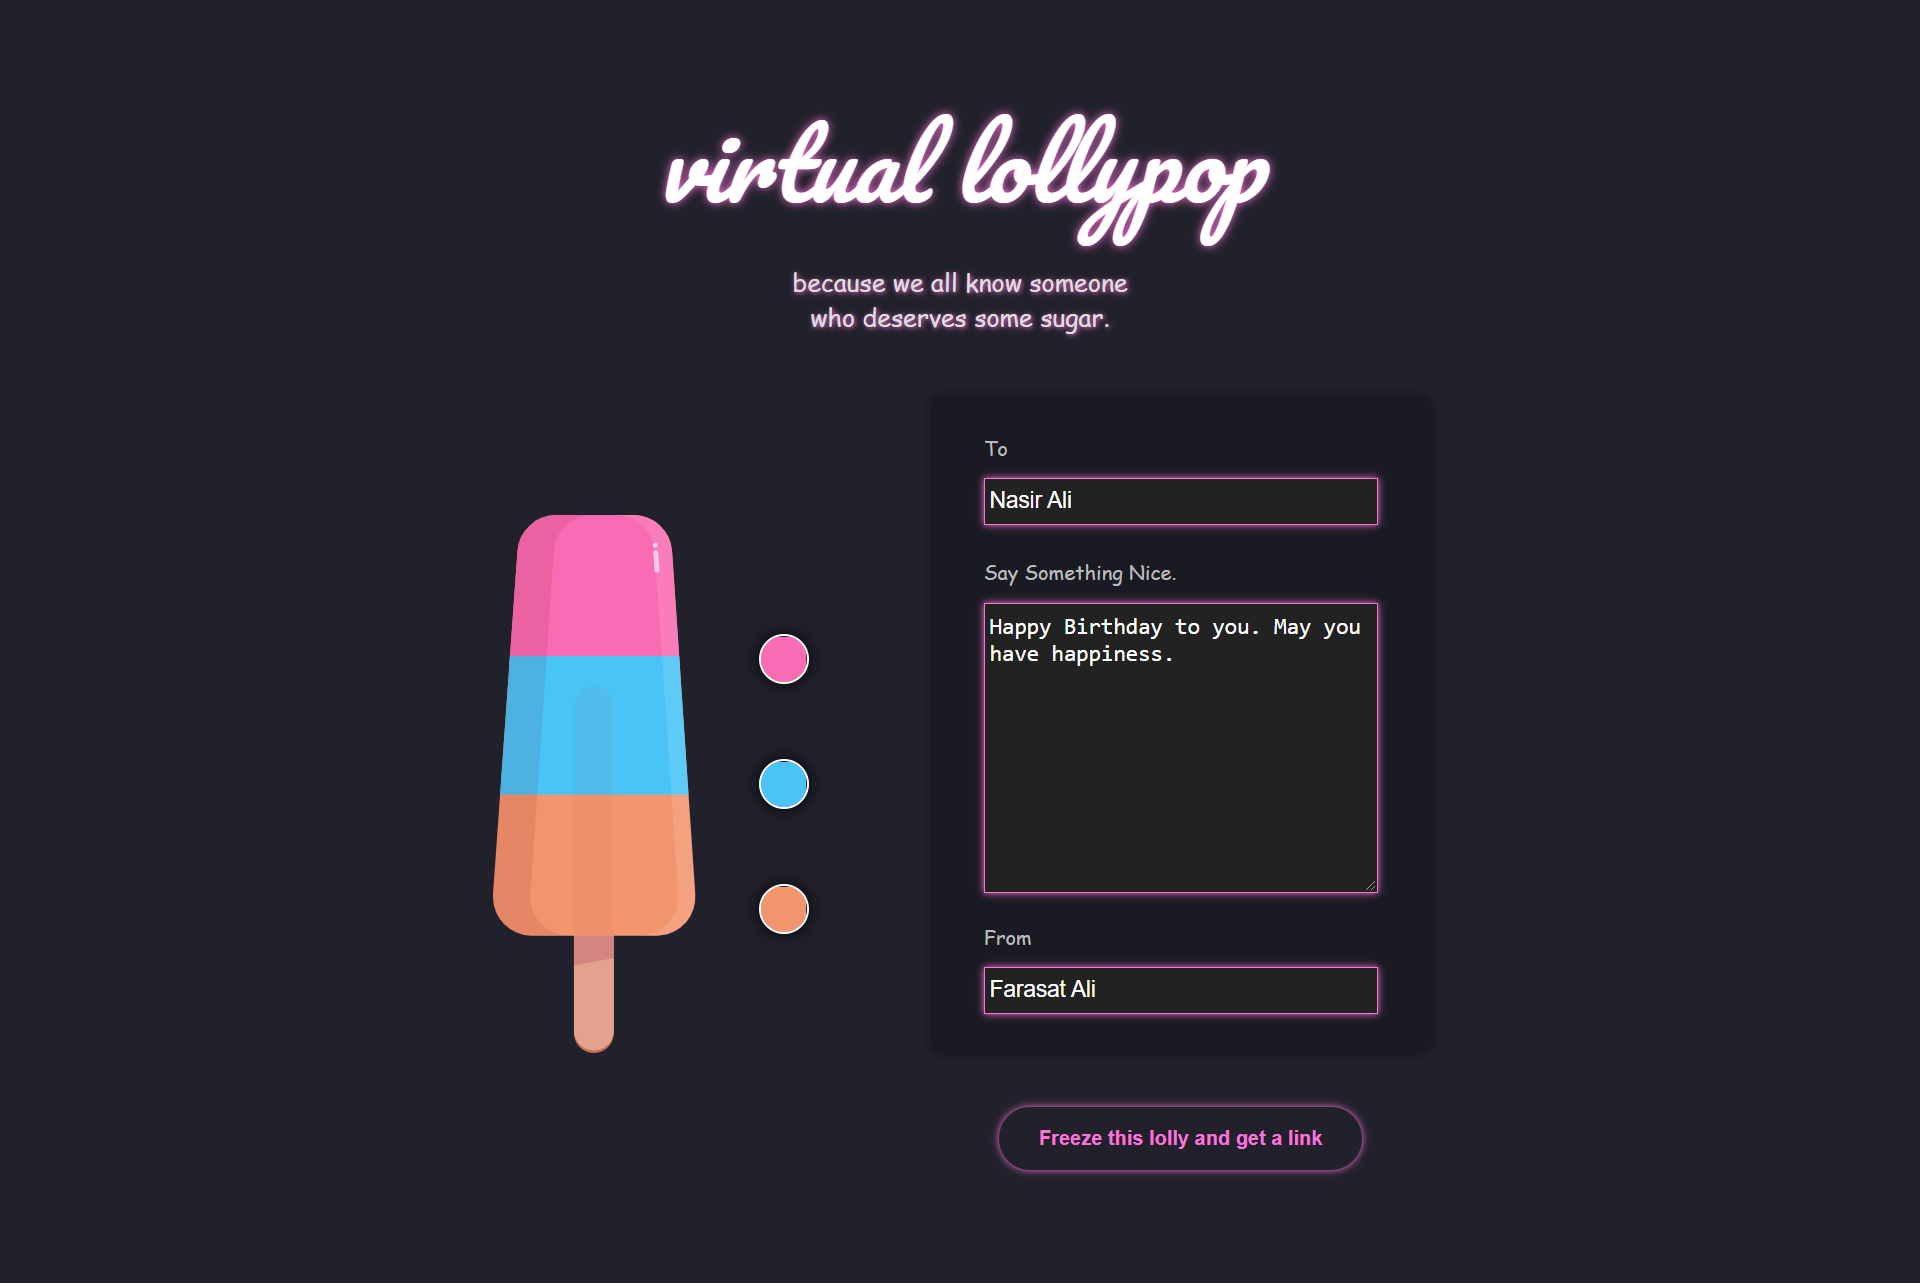 virtual lollypop
because we all know someone
who deserves some sugar.
To
Nasir Ali
Say Something Nice.
Happy Birthday to you. May you
have happiness.
From
Farasat Ali
Freeze this lolly and get a link